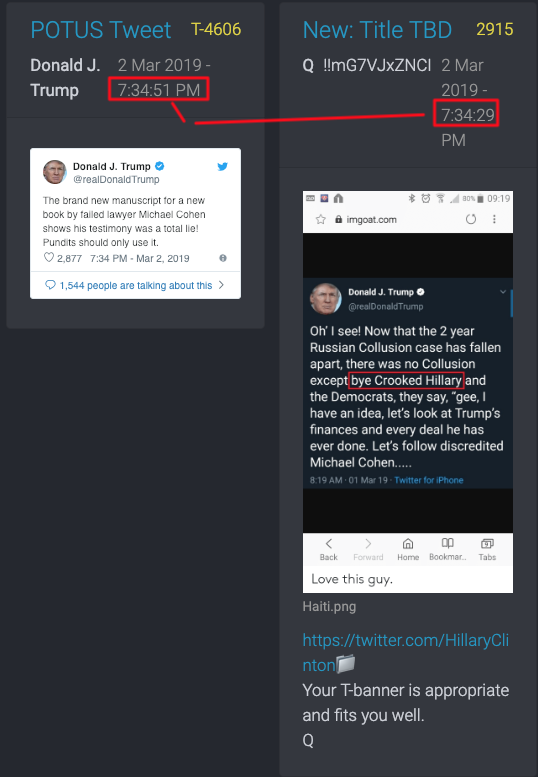 POTUS Tweet T-4606
Donald J. Trump 2 Mar 2019 -
7:34:51 PM
Donald J. Trump
@realDonaldTrump
The brand new manuscript for a new
book by failed lawyer Michael Cohen
shows his testimony was a total lie!
Pundits should only use it.
2,877 7:34 PM - Mar 2, 2019
1,544 people are talking about this
New: Title TBD 2915
Q !!mG7VJxZNCI 2 Mar
2019 -
7:34:29
PM
80% 09:19
imgoat.com
Donald J. Trump
@realDonaldTrump
Oh' I see! Now that the 2 year
Russian Collusion case has fallen
apart, there was no Collusion
except bye Crooked Hillary and
the Democrats, they say, “gee, I
have an idea, let's look at Trump's
finances and every deal he has
ever done. Let's follow discredited
Michael Cohen.....
8:19 AM · 01 Mar 19 · Twitter for iPhone
Back Forward Home Bookmar... Tabs
Love this guy.
Haiti.png
https://twitter.com/HillaryCli
nton
Your T-banner is appropriate
and fits you well.
Q